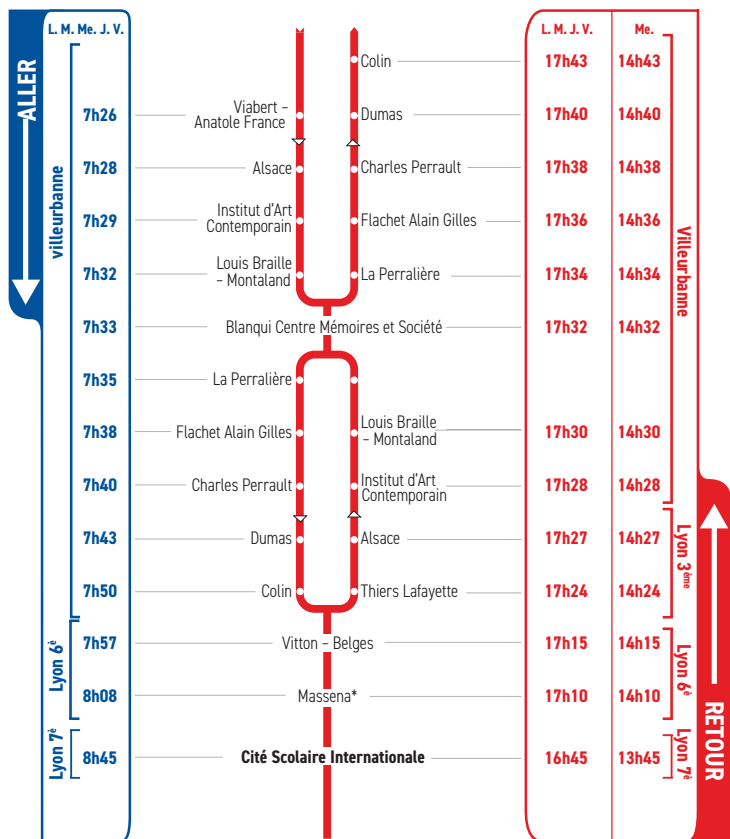 L. M. Me. J. V.
L. M. J. V.
Me.
ALLER
villeurbanne
Colin
17h43
14h43
7h26
Viabert –
Anatole France
Dumas
17h40
14h40
7h28
Alsace
Charles Perrault
17h38
14h38
7h29
Institut d'Art
Contemporain
Flachet Alain Gilles
17h36
14h36
7h32
Louis Braille
– Montaland
La Perralière
17h34
14h34
Villeurbanne
7h33
Blanqui Centre Mémoires et Société
17h32
14h32
7h35
La Perralière
7h38
Flachet Alain Gilles
Louis Braille
– Montaland
17h30
14h30
7h40
Charles Perrault
Institut d'Art
Contemporain
17h28
14h28
7h43
Dumas
Alsace
17h27
14h27
Lyon 3ème
7h50
Colin
Thiers Lafayette
17h24
14h24
Lyon 6è
7h57
Vitton – Belges
17h15
14h15
Lyon 6è
8h08
Massena*
17h10
14h10
RETOUR
Lyon 7è
8h45
Cité Scolaire Internationale
16h45
13h45
Lyon 7è